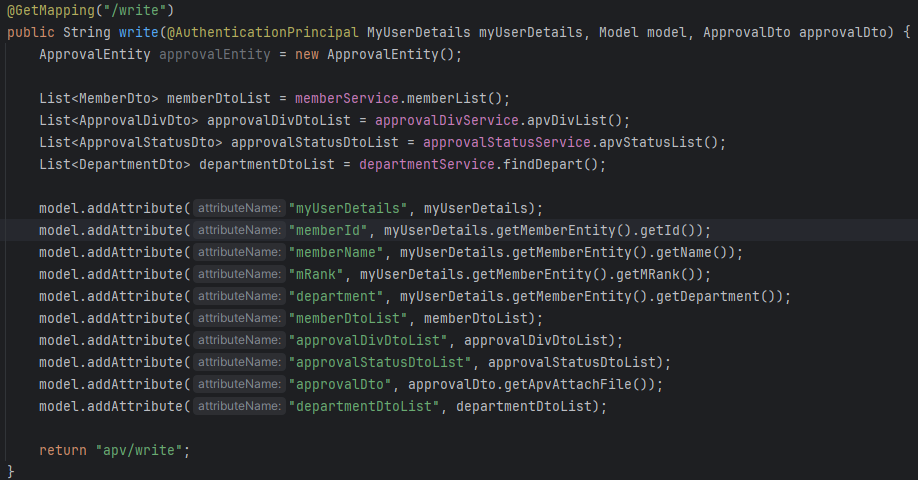 @GetMapping("/write")
public String write(@AuthenticationPrincipal MyUserDetails myUserDetails, Model model, ApprovalDto approvalDto) {
    ApprovalEntity approvalEntity = new ApprovalEntity();

    List<MemberDto> memberDtoList = memberService.memberList();
    List<ApprovalDivDto> approvalDivDtoList = approvalDivService.apvDivList();
    List<ApprovalStatusDto> approvalStatusDtoList = approvalStatusService.apvStatusList();
    List<DepartmentDto> departmentDtoList = departmentService.findDepart();

    model.addAttribute( attributeName: "myUserDetails", myUserDetails);
    model.addAttribute( attributeName: "memberId", myUserDetails.getMemberEntity().getId());
    model.addAttribute( attributeName: "memberName", myUserDetails.getMemberEntity().getName());
    model.addAttribute( attributeName: "mRank", myUserDetails.getMemberEntity().getMRank());
    model.addAttribute( attributeName: "department", myUserDetails.getMemberEntity().getDepartment());
    model.addAttribute( attributeName: "memberDtoList", memberDtoList);
    model.addAttribute( attributeName: "approvalDivDtoList", approvalDivDtoList);
    model.addAttribute( attributeName: "approvalStatusDtoList", approvalStatusDtoList);
    model.addAttribute( attributeName: "approvalDto", approvalDto.getApvAttachFile());
    model.addAttribute( attributeName: "departmentDtoList", departmentDtoList);

    return "apv/write";
}